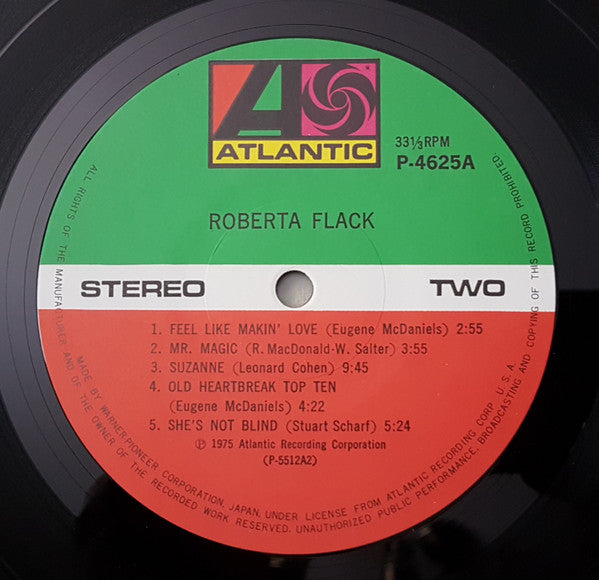 ATLANTIC
33⅓RPM
P-4625A
ROBERTA FLACK
STEREO
TWO
1. FEEL LIKE MAKIN' LOVE (Eugene McDaniels) 2:55
2. MR. MAGIC (R. MacDonald-W. Salter) 3:55
3. SUZANNE (Leonard Cohen) 9:45
4. OLD HEARTBREAK TOP TEN
(Eugene McDaniels) 4:22
5. SHE'S NOT BLIND (Stuart Scharf) 5:24
℗ 1975 Atlantic Recording Corporation
(P-5512A2)
MADE BY WARNER-PIONEER CORPORATION, JAPAN, UNDER LICENSE FROM ATLANTIC RECORDING CORP. U.S.A.
ALL RIGHTS OF THE MANUFACTURER AND OF THE OWNER OF THE RECORDED WORK RESERVED. UNAUTHORIZED PUBLIC PERFORMANCE, BROADCASTING AND COPYING OF THIS RECORD PROHIBITED.